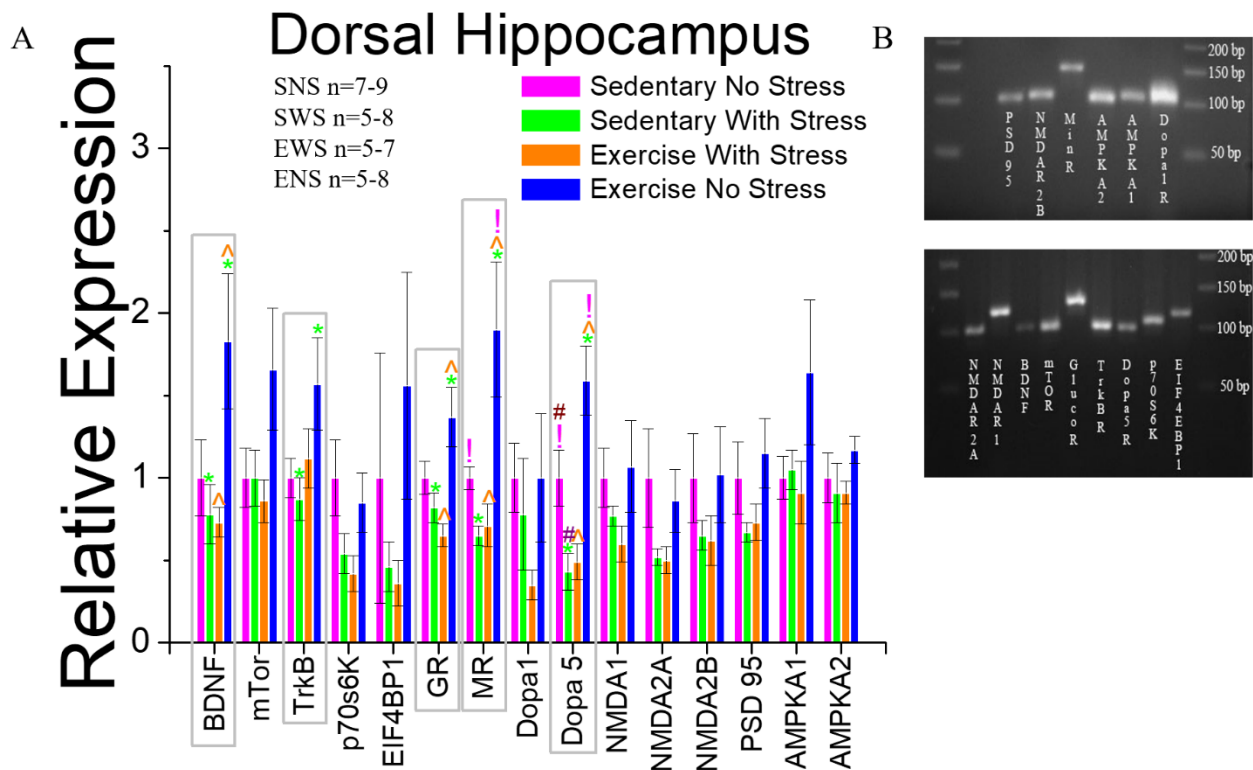 A
Dorsal Hippocampus
B
Relative Expression
3
2
1
0
SNS n=7-9
SWS n=5-8
EWS n=5-7
ENS n=5-8
Sedentary No Stress
Sedentary With Stress
Exercise With Stress
Exercise No Stress
^
*
*
^
*
*
^
*
*
^
!
^
*
!
*
^
!
^
*
#
!
#
*
^
BDNF
mTor
TrkB
p70s6K
EIF4BP1
GR
MR
Dopa1
Dopa 5
NMDA1
NMDA2A
NMDA2B
PSD 95
AMPKA1
AMPKA2
200 bp
150 bp
100 bp
50 bp
PSD95
NMDAR2B
MinR
AMPKA2
AMPKA1
Dopa1R
200 bp
150 bp
100 bp
50 bp
NMDAR2A
NMDAR1
BDNF
mTOR
GlucoR
TrkBR
Dopa5R
p70S6K
EIF4EBP1